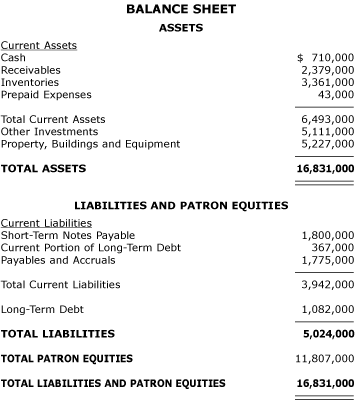 BALANCE SHEET
ASSETS
Current Assets
Cash $ 710,000
Receivables 2,379,000
Inventories 3,361,000
Prepaid Expenses 43,000
Total Current Assets 6,493,000
Other Investments 5,111,000
Property, Buildings and Equipment 5,227,000
TOTAL ASSETS 16,831,000
LIABILITIES AND PATRON EQUITIES
Current Liabilities
Short-Term Notes Payable 1,800,000
Current Portion of Long-Term Debt 367,000
Payables and Accruals 1,775,000
Total Current Liabilities 3,942,000
Long-Term Debt 1,082,000
TOTAL LIABILITIES 5,024,000
TOTAL PATRON EQUITIES 11,807,000
TOTAL LIABILITIES AND PATRON EQUITIES 16,831,000